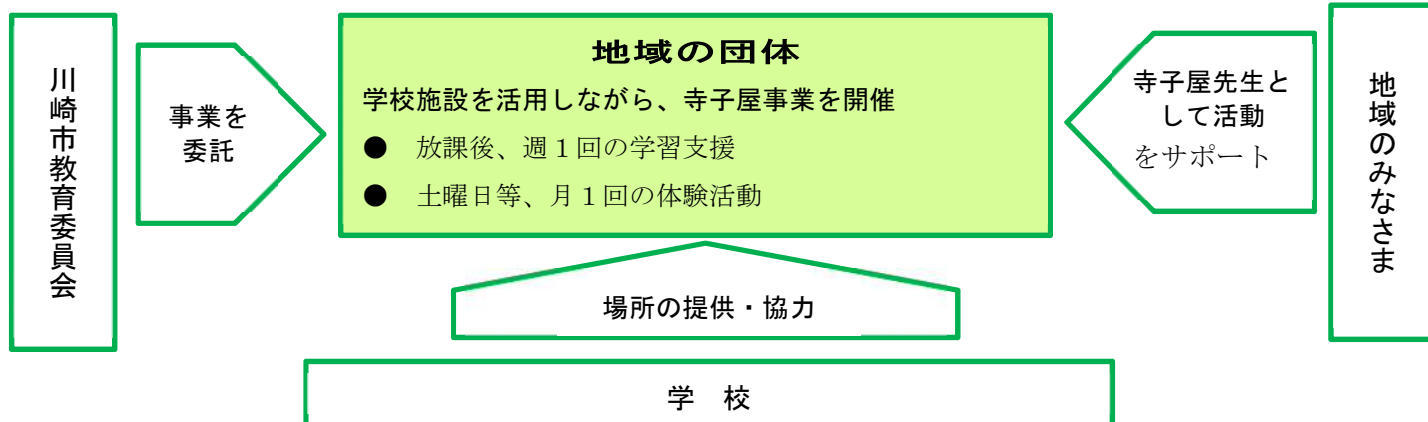 川崎市教育委員会
事業を
委託
地域の団体
学校施設を活用しながら、寺子屋事業を開催
● 放課後、週１回の学習支援
● 土曜日等、月１回の体験活動
寺子屋先生と
して活動
をサポート
地域のみなさま
場所の提供・協力
学　校